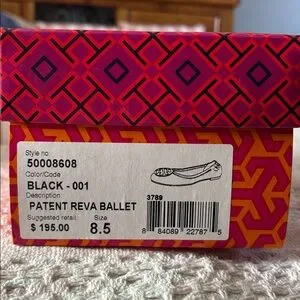 Style no
50008608
Color/Code
BLACK - 001
Description
PATENT REVA BALLET
Suggested retail Size
$ 195.00 8.5
3789
8 84089 22787 5